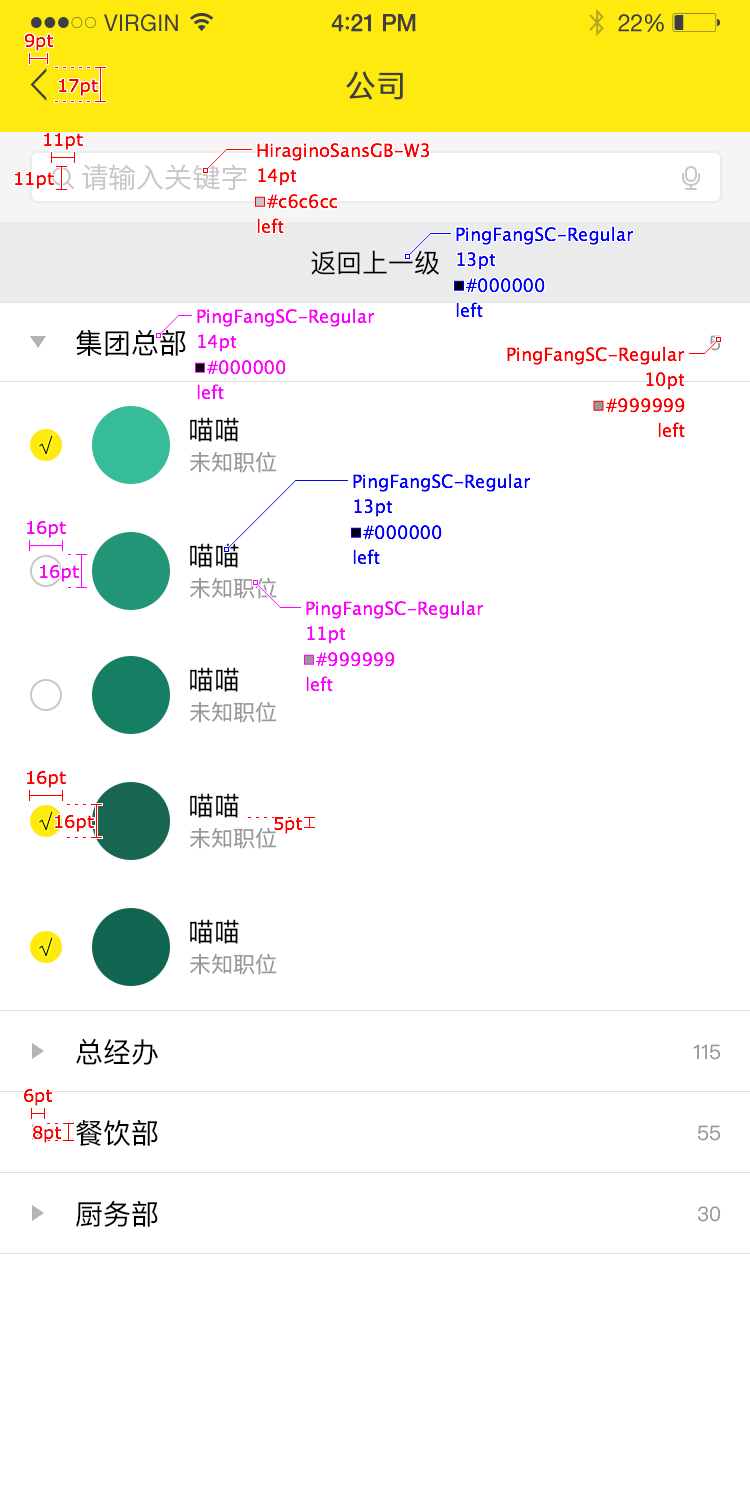 VIRGIN 4:21 PM 22%
9pt
17pt
公司
11pt
11pt
请输入关键字
HiraginoSansGB-W3
14pt
#c6c6cc
left
返回上一级
PingFangSC-Regular
13pt
#000000
left
集团总部
PingFangSC-Regular
14pt
#000000
left
5
PingFangSC-Regular
10pt
#999999
left
√
喵喵
未知职位
PingFangSC-Regular
13pt
#000000
left
16pt
16pt
喵喵
未知职位
PingFangSC-Regular
11pt
#999999
left
喵喵
未知职位
16pt
√
16pt
喵喵
未知职位
5pt
√
喵喵
未知职位
总经办 115
6pt
8pt
餐饮部 55
厨务部 30